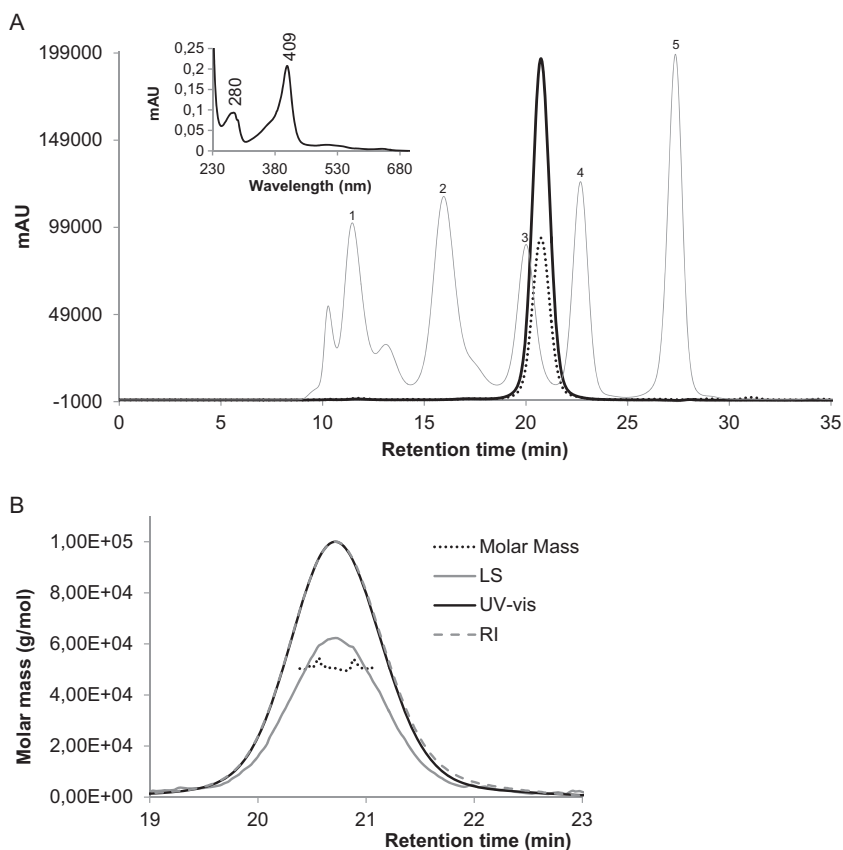 A
199000
149000
99000
49000
-1000
mAU
0 5 10 15 20 25 30 35
Retention time (min)
1
2
3
4
5
0,25
0,2
0,15
0,1
0,05
0
mAU
280
409
230 380 530 680
Wavelength (nm)
B
1,00E+05
8,00E+04
6,00E+04
4,00E+04
2,00E+04
0,00E+00
Molar mass (g/mol)
19 20 21 22 23
Retention time (min)
Molar Mass
LS
UV-vis
RI